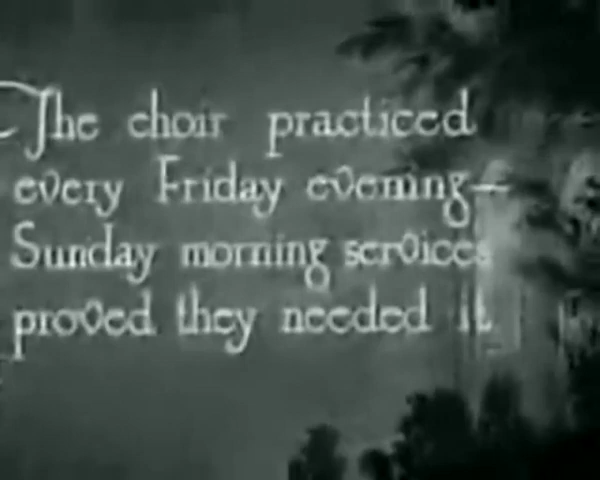 The choir practiced
every Friday evening—
Sunday morning services
proved they needed it.